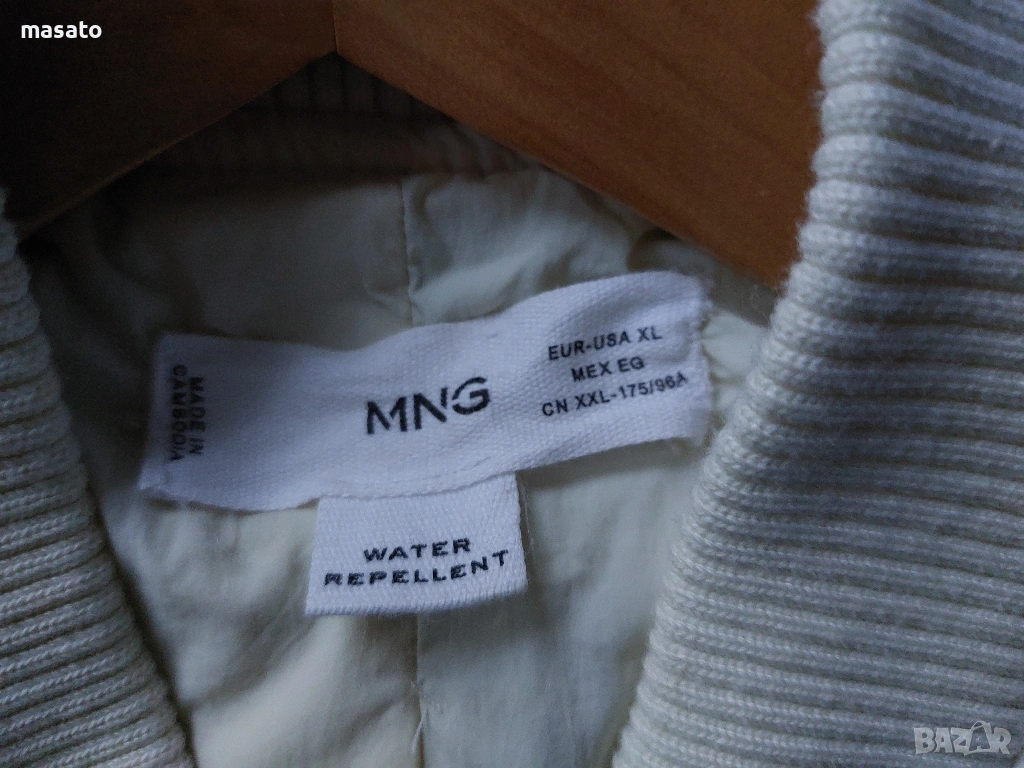 masato
MADE IN
CAMBODIA
MNG
EUR-USA XL
MEX EG
CN XXL-175/96A
WATER
REPELLENT
BAZAR